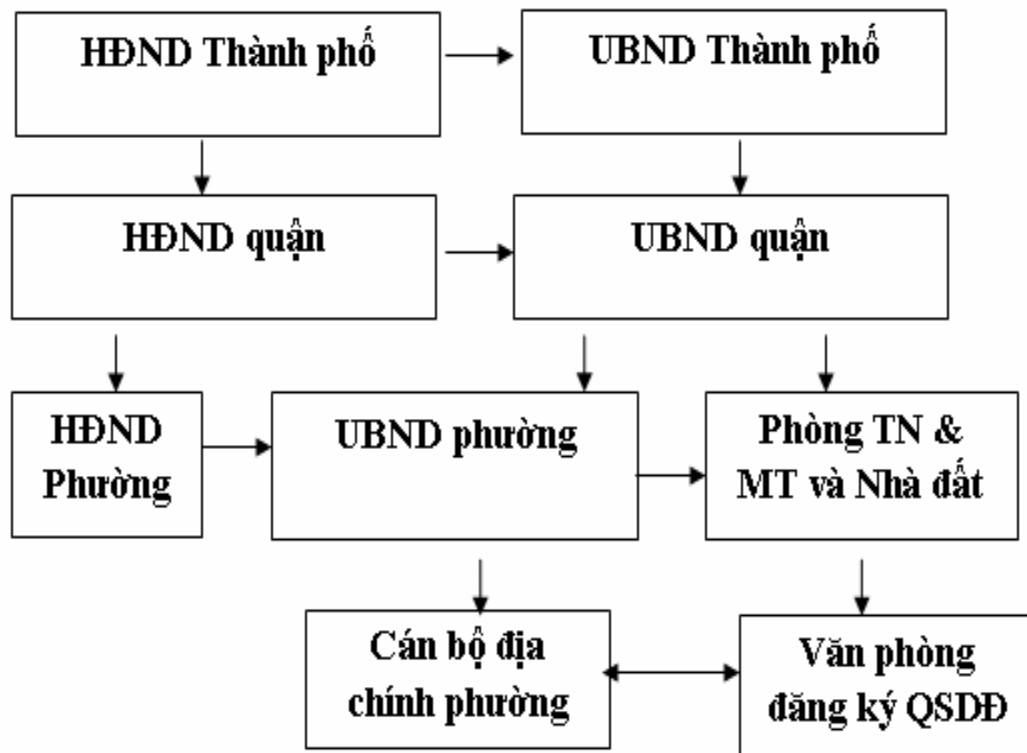 HĐND Thành phố
UBND Thành phố
HĐND quận
UBND quận
HĐND
Phường
UBND phường
Phòng TN &
MT và Nhà đất
Cán bộ địa
chính phường
Văn phòng
đăng ký QSDĐ